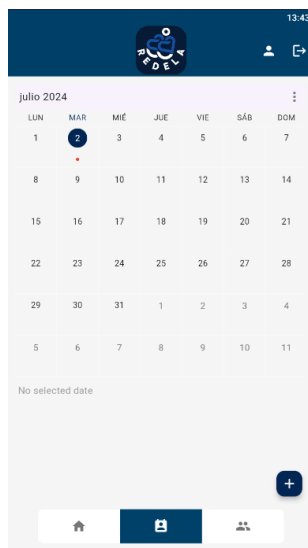 13:43
REDELA
julio 2024
LUN MAR MIÉ JUE VIE SÁB DOM
1 2 3 4 5 6 7
8 9 10 11 12 13 14
15 16 17 18 19 20 21
22 23 24 25 26 27 28
29 30 31 1 2 3 4
5 6 7 8 9 10 11
No selected date